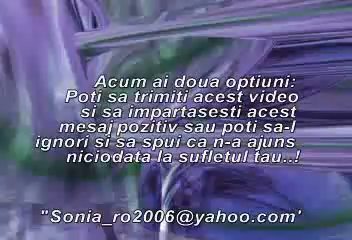 Acum ai doua optiuni:
Poti sa trimiti acest video
si sa impartasesti acest
mesaj pozitiv sau poti sa-l
ignori si sa spui ca n-a ajuns
niciodata la sufletul tau..!
"Sonia_ro2006@yahoo.com'